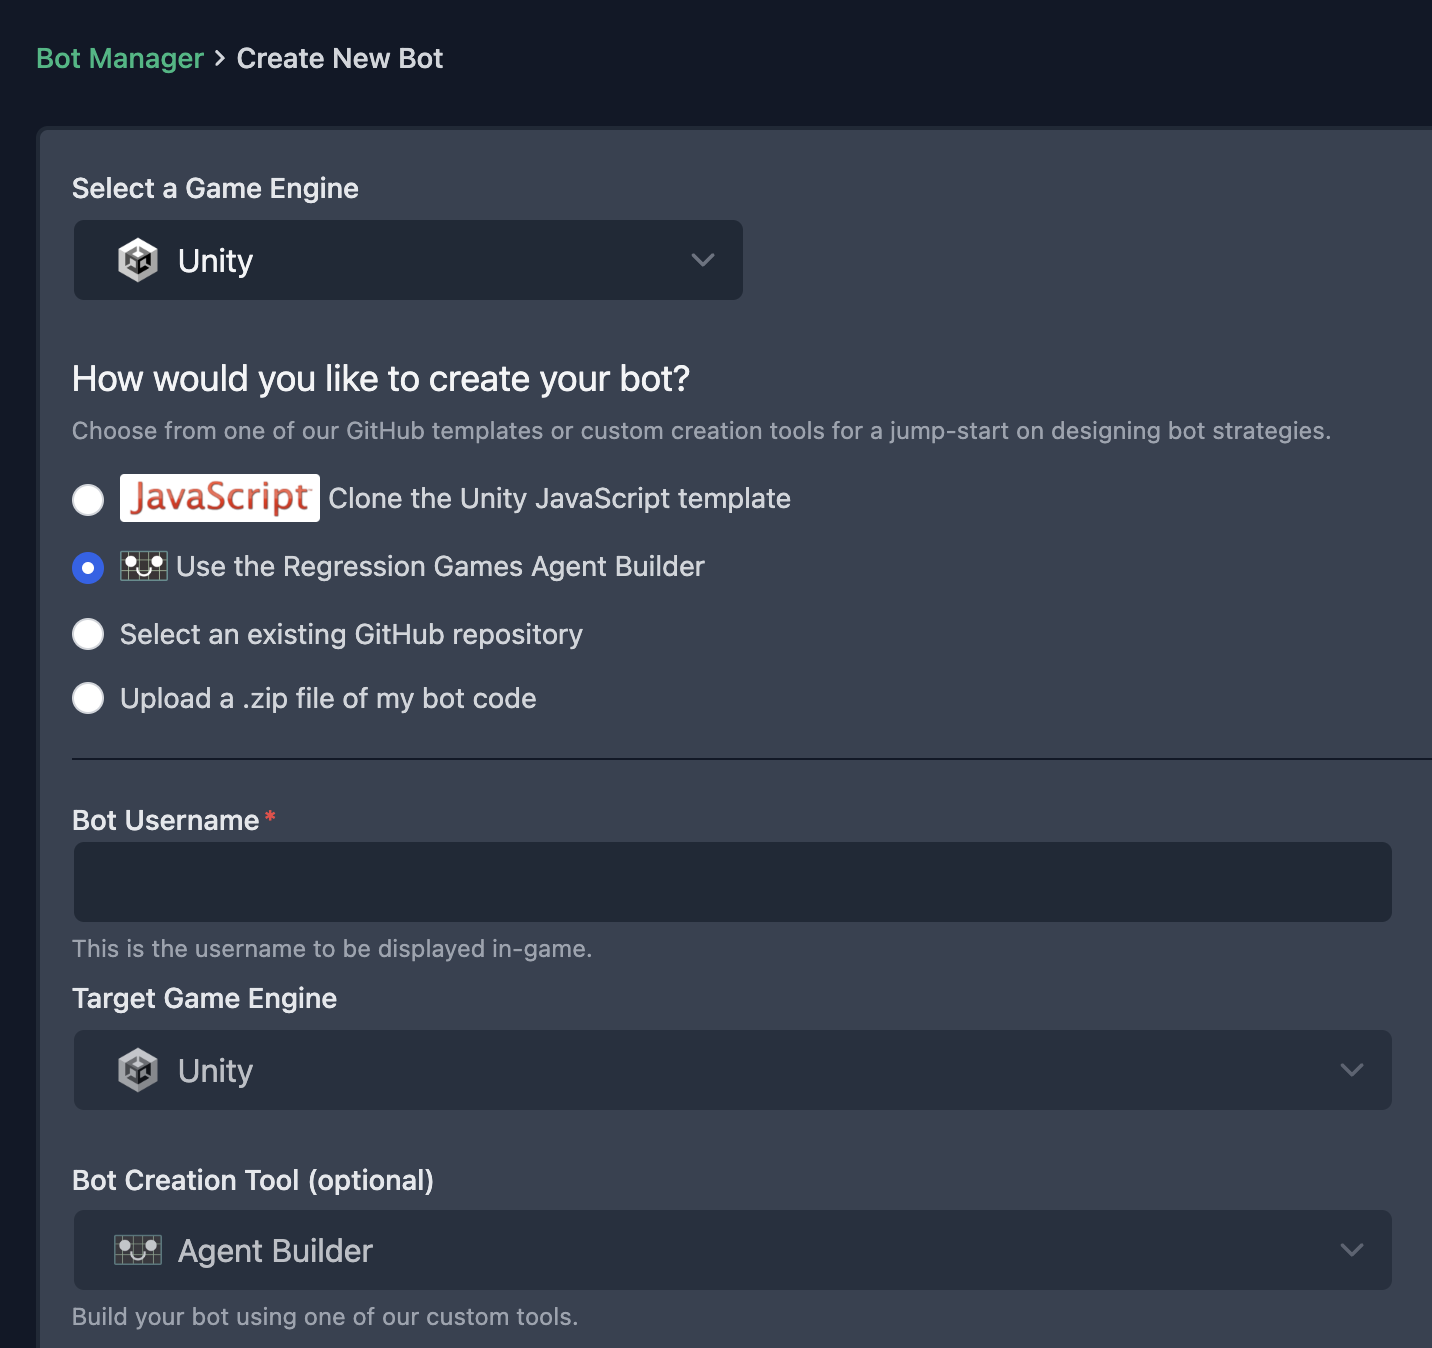 Bot Manager > Create New Bot
Select a Game Engine
Unity
How would you like to create your bot?
Choose from one of our GitHub templates or custom creation tools for a jump-start on designing bot strategies.
JavaScript Clone the Unity JavaScript template
Use the Regression Games Agent Builder
Select an existing GitHub repository
Upload a .zip file of my bot code
Bot Username*
This is the username to be displayed in-game.
Target Game Engine
Unity
Bot Creation Tool (optional)
Agent Builder
Build your bot using one of our custom tools.